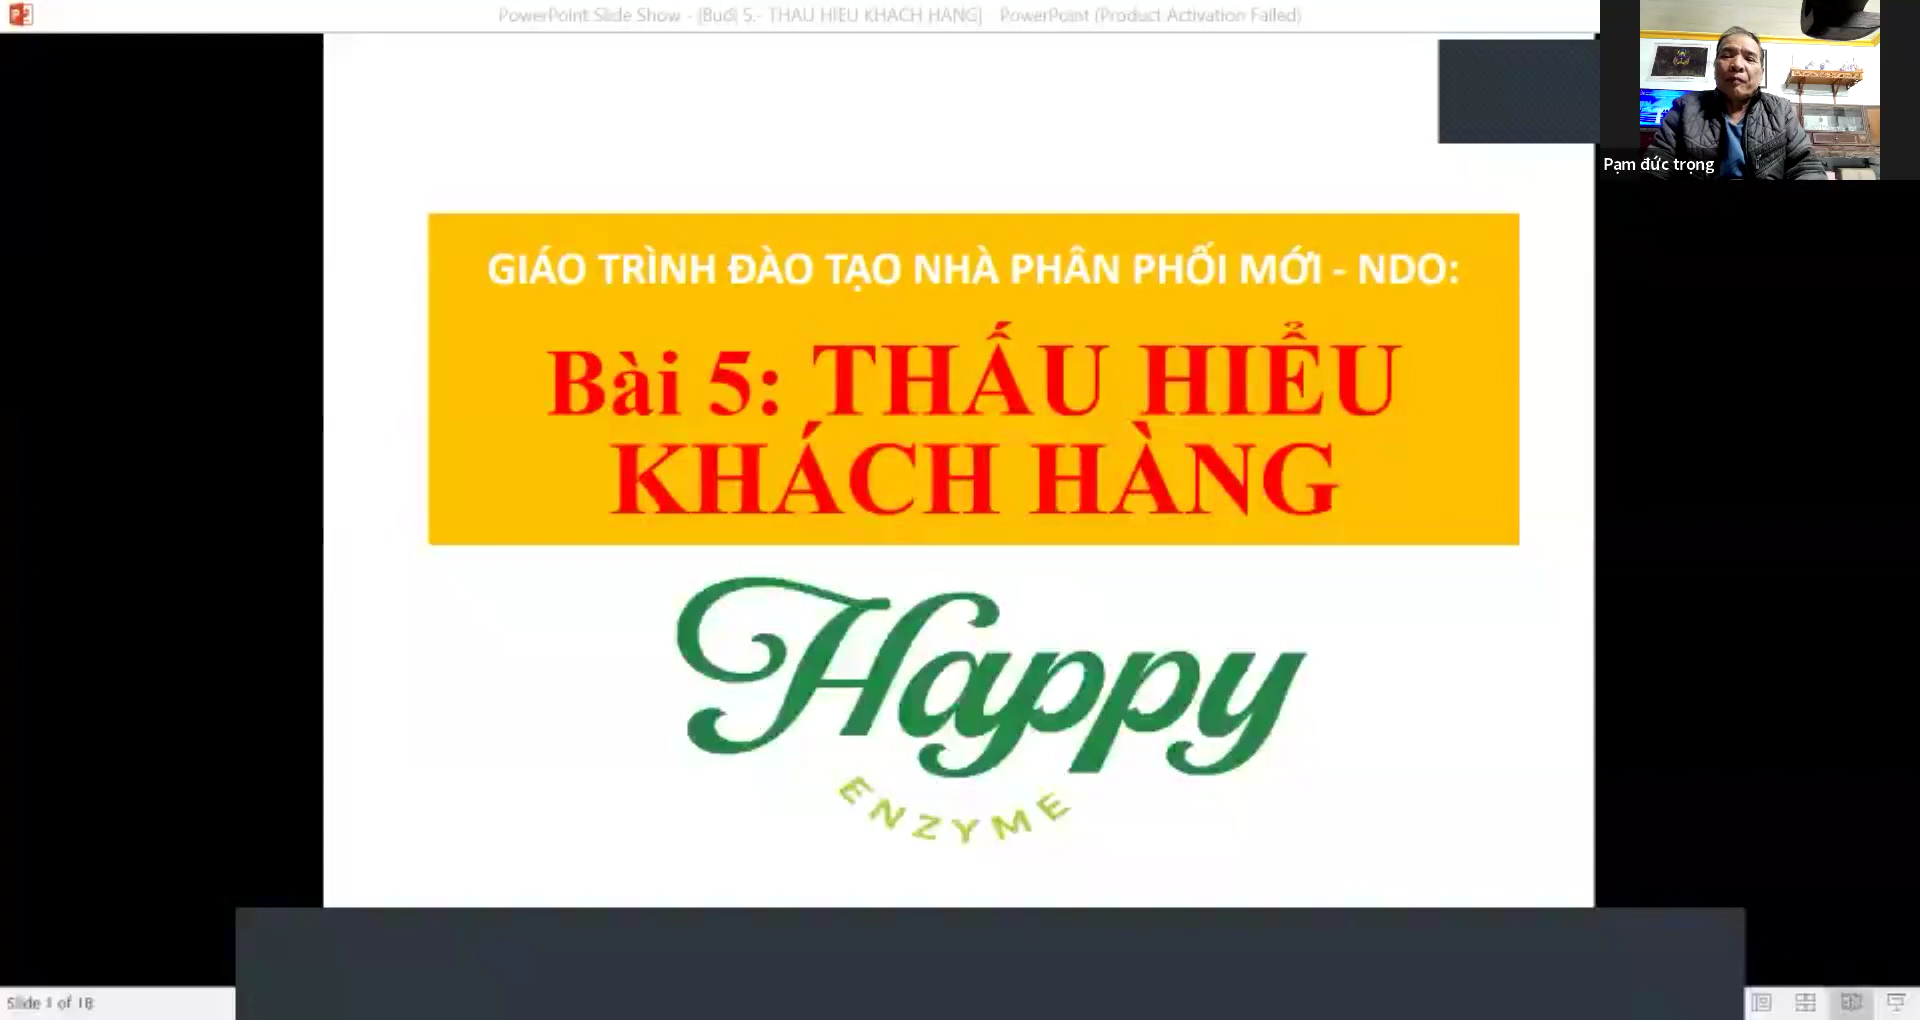 PowerPoint Slide Show - [Buổi 5.- THAU HIEU KHACH HANG] - PowerPoint (Product Activation Failed)
Pạm đức trọng
GIÁO TRÌNH ĐÀO TẠO NHÀ PHÂN PHỐI MỚI - NDO:
Bài 5: THẤU HIỂU
KHÁCH HÀNG
Happy
ENZYME
Slide 1 of 18